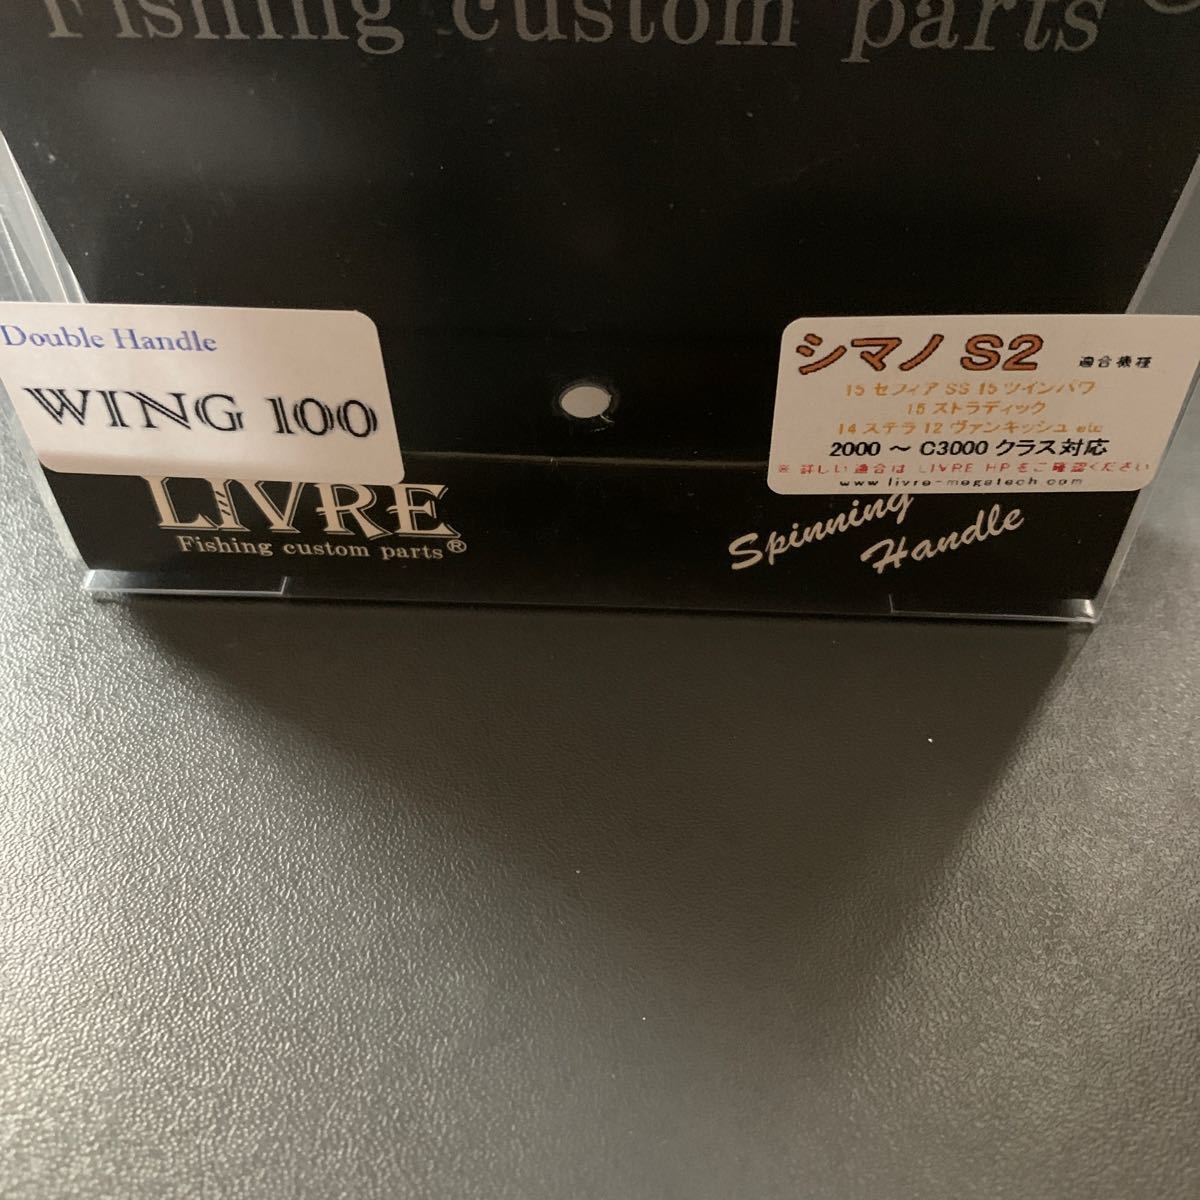 Fishing custom parts
Double Handle
WING 100
シマノ S2 適合機種
15 セフィア SS 15 ツインパワ
15 ストラディック
14 ステラ 12 ヴァンキッシュ etc
2000 ～ C3000 クラス対応
※ 詳しい適合は LIVRE HP をご確認ください
www.livre-megatech.com
LIVRE
Fishing custom parts®
Spinning
Handle